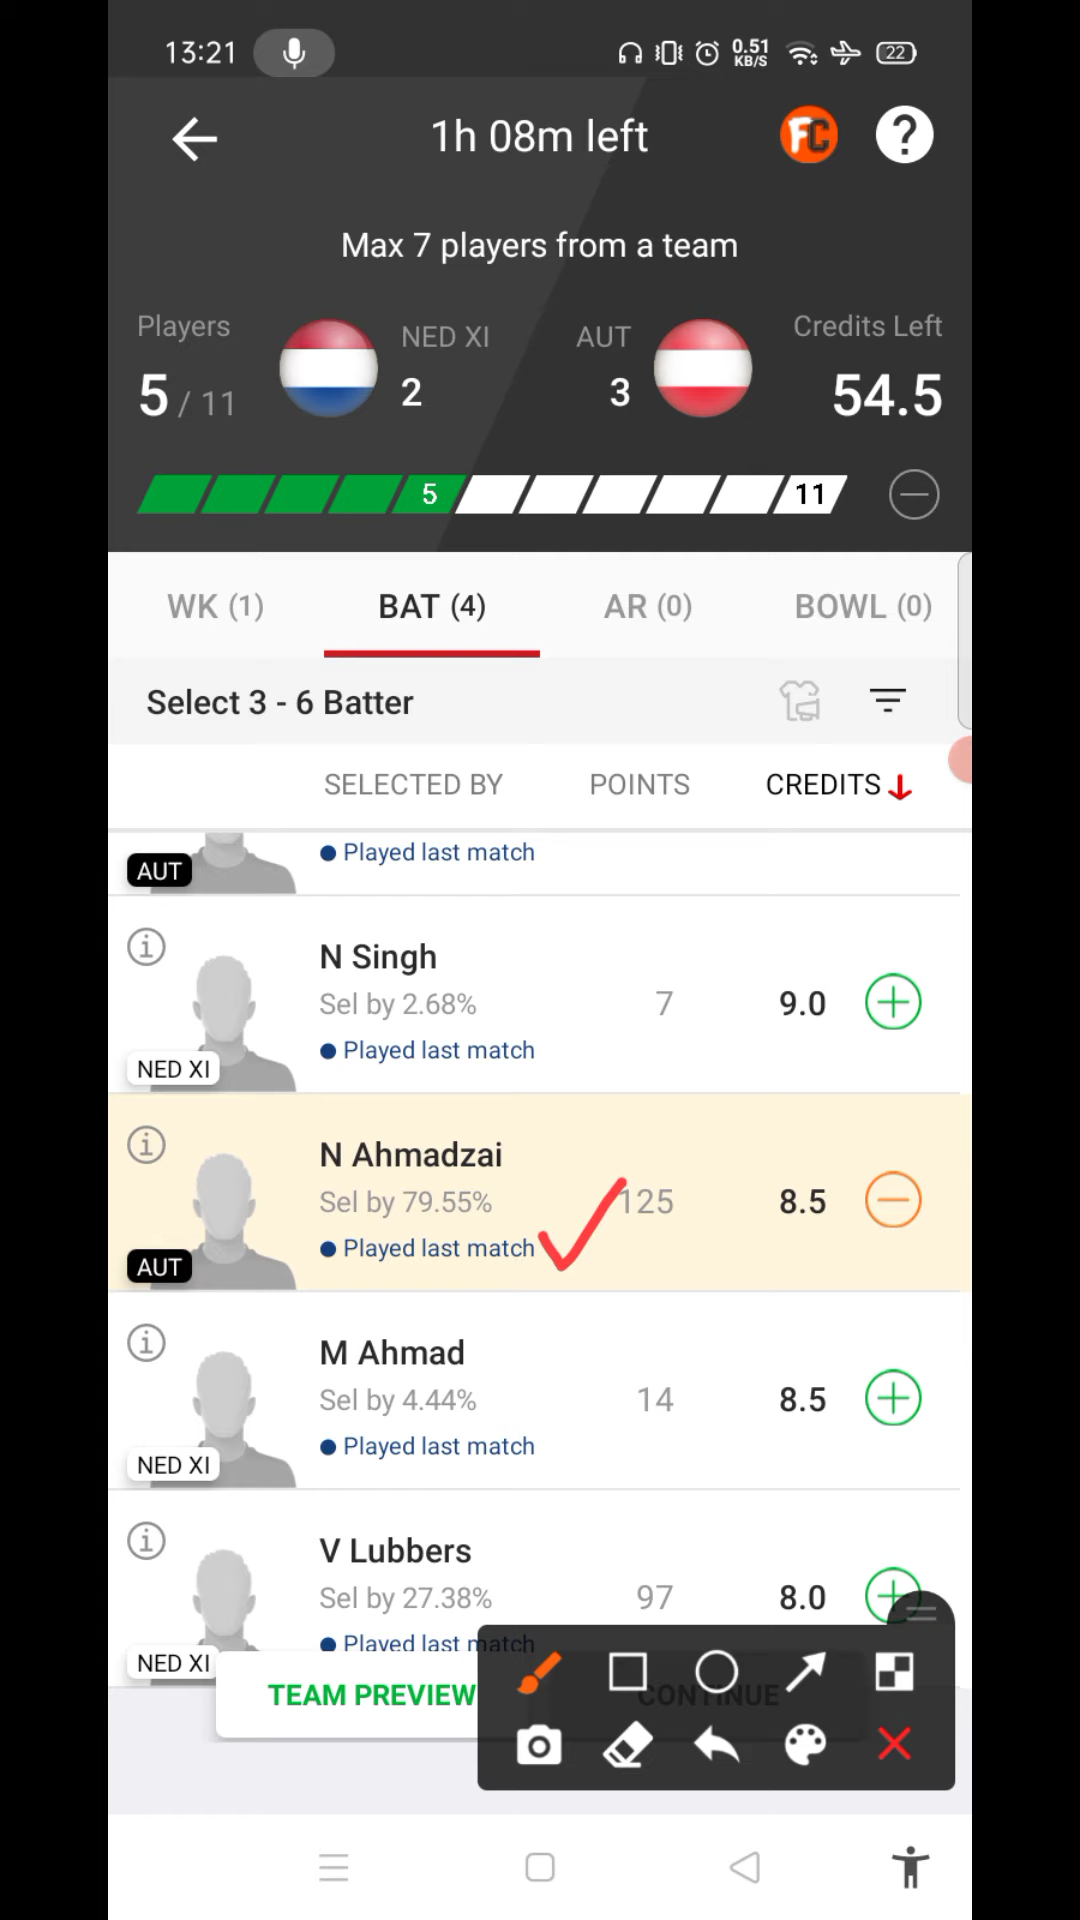 13:21
0.51
KB/S
22
1h 08m left
FC
?
Max 7 players from a team
Players
NED XI
AUT
Credits Left
5 / 11
2
3
54.5
5
11
WK (1)
BAT (4)
AR (0)
BOWL (0)
Select 3 - 6 Batter
SELECTED BY
POINTS
CREDITS
Played last match
AUT
N Singh
Sel by 2.68%
7
9.0
Played last match
NED XI
N Ahmadzai
Sel by 79.55%
125
8.5
Played last match
AUT
M Ahmad
Sel by 4.44%
14
8.5
Played last match
NED XI
V Lubbers
Sel by 27.38%
97
8.0
Played last match
NED XI
TEAM PREVIEW
CONTINUE